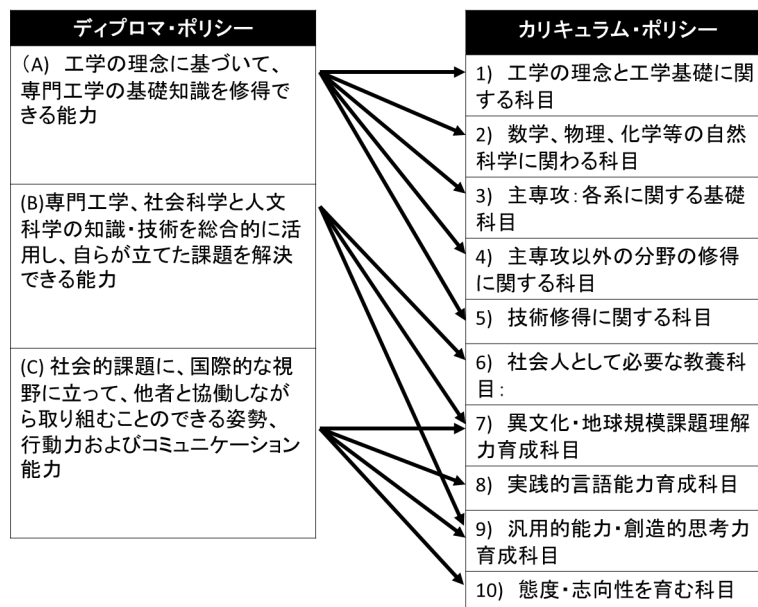 ディプロマ・ポリシー
（A) 工学の理念に基づいて、
専門工学の基礎知識を修得で
きる能力
(B)専門工学、社会科学と人文
科学の知識・技術を総合的に活
用し、自らが立てた課題を解決
できる能力
(C) 社会的課題に、国際的な視
野に立って、他者と協働しなが
ら取り組むことのできる姿勢、
行動力およびコミュニケーション
能力
カリキュラム・ポリシー
1) 工学の理念と工学基礎に関
する科目
2) 数学、物理、化学等の自然
科学に関わる科目
3) 主専攻：各系に関する基礎
科目
4) 主専攻以外の分野の修得
に関する科目
5) 技術修得に関する科目
6) 社会人として必要な教養科
目：
7) 異文化・地球規模課題理解
力育成科目
8) 実践的言語能力育成科目
9) 汎用的能力・創造的思考力
育成科目
10) 態度・志向性を育む科目